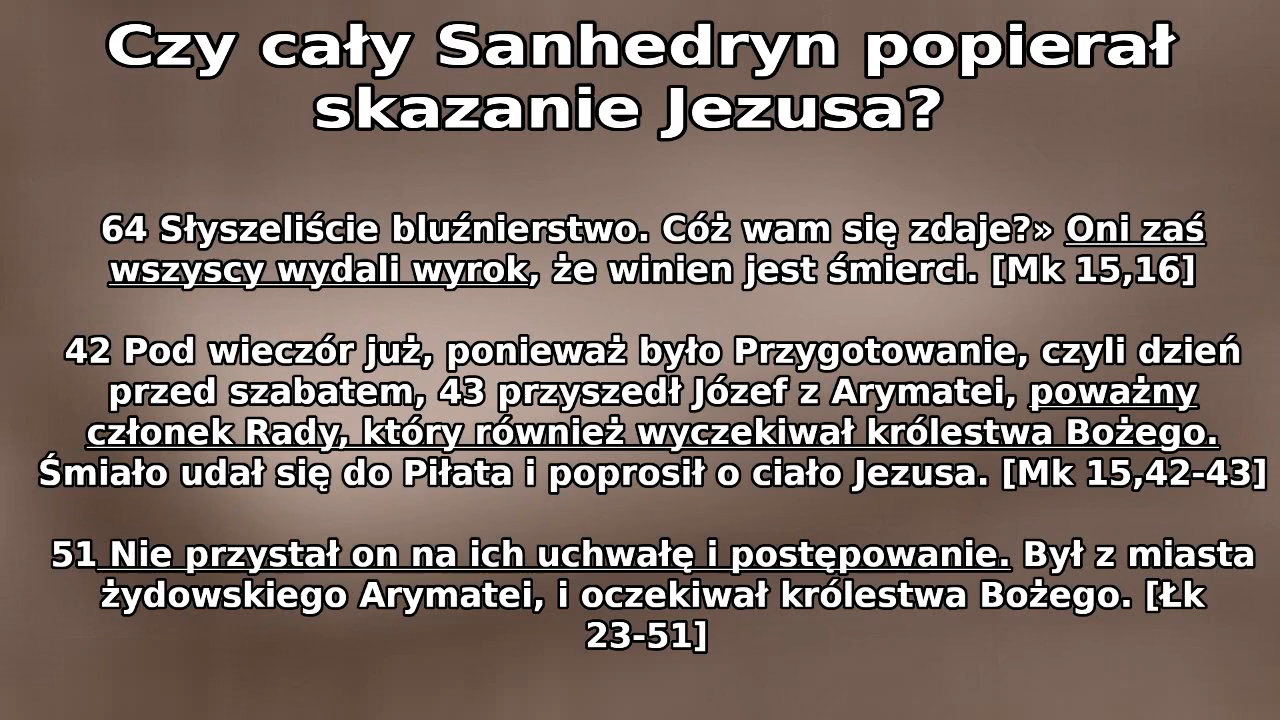 Czy cały Sanhedryn popierał
skazanie Jezusa?
64 Słyszeliście bluźnierstwo. Cóż wam się zdaje?» Oni zaś
wszyscy wydali wyrok, że winien jest śmierci. [Mk 15,16]
42 Pod wieczór już, ponieważ było Przygotowanie, czyli dzień
przed szabatem, 43 przyszedł Józef z Arymatei, poważny
członek Rady, który również wyczekiwał królestwa Bożego.
Śmiało udał się do Piłata i poprosił o ciało Jezusa. [Mk 15,42-43]
51 Nie przystał on na ich uchwałę i postępowanie. Był z miasta
żydowskiego Arymatei, i oczekiwał królestwa Bożego. [Łk
23-51]